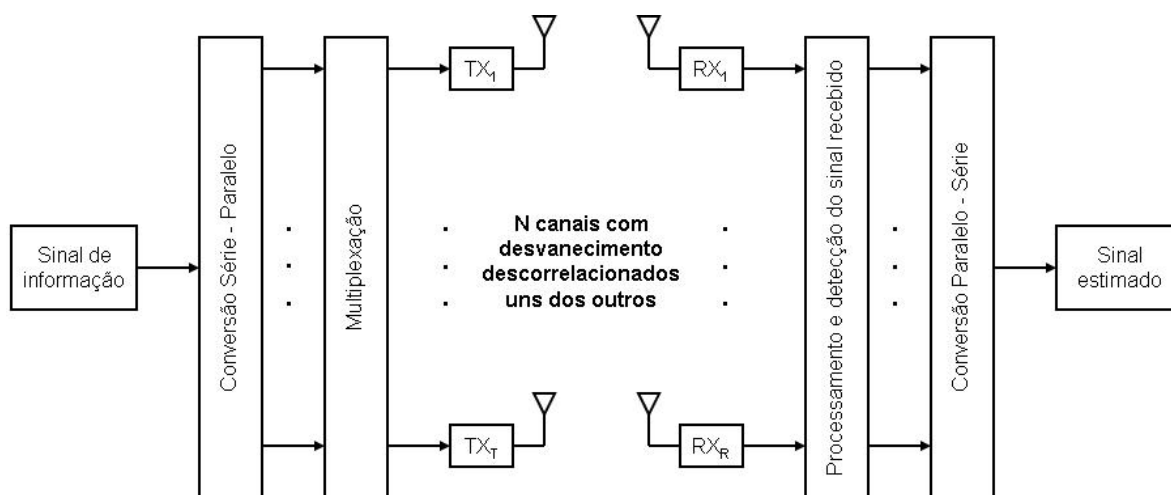 Sinal de
informação
Conversão Série - Paralelo
Multiplexação
TX1
TXT
N canais com
desvanecimento
descorrelacionados
uns dos outros
RX1
RXR
Processamento e detecção do sinal recebido
Conversão Paralelo - Série
Sinal
estimado